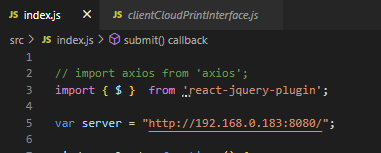 index.js × clientCloudPrintInterface.js
src > index.js > submit() callback
1
2 // import axios from 'axios';
3 import { $ } from 'react-jquery-plugin';
4
5 var server = "http://192.168.0.183:8080/";
6